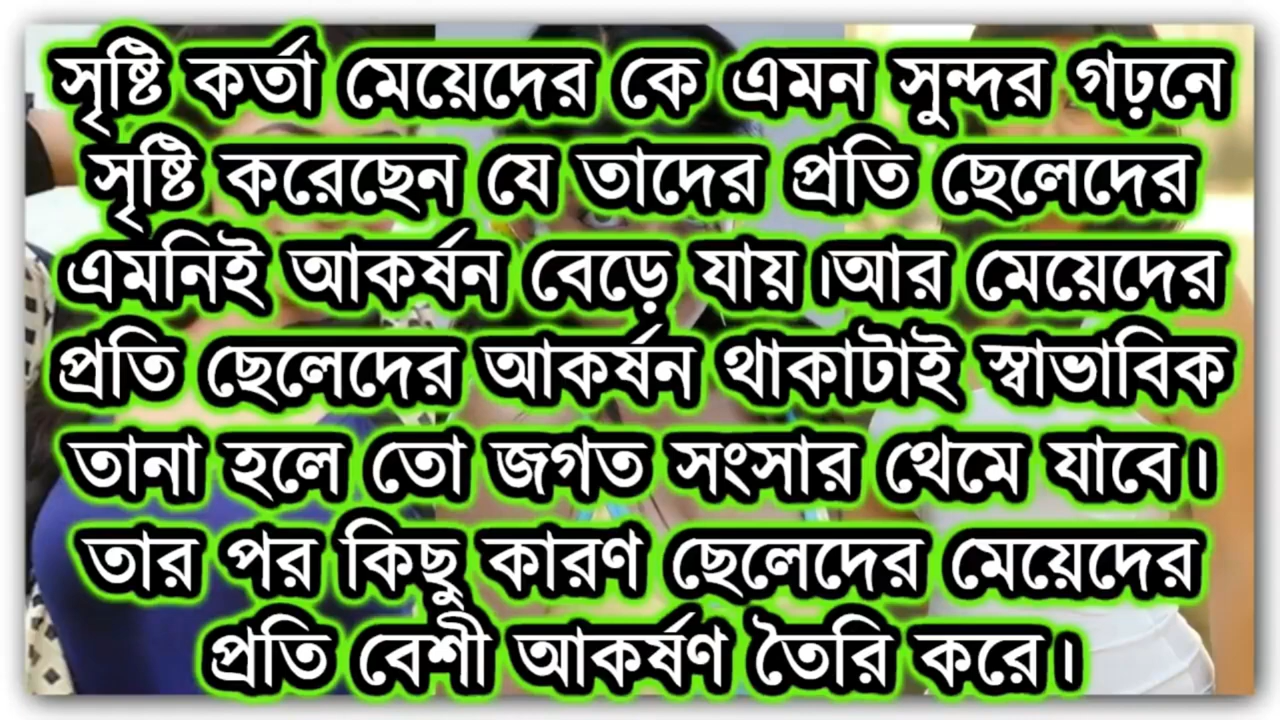 সৃষ্টি কর্তা মেয়েদের কে এমন সুন্দর গঢ়নে
সৃষ্টি করেছেন যে তাদের প্রতি ছেলেদের
এমনিই আকর্ষন বেড়ে যায়।আর মেয়েদের
প্রতি ছেলেদের আকর্ষন থাকাটাই স্বাভাবিক
তানা হলে তো জগত সংসার থেমে যাবে।
তার পর কিছু কারণ ছেলেদের মেয়েদের
প্রতি বেশী আকর্ষণ তৈরি করে।